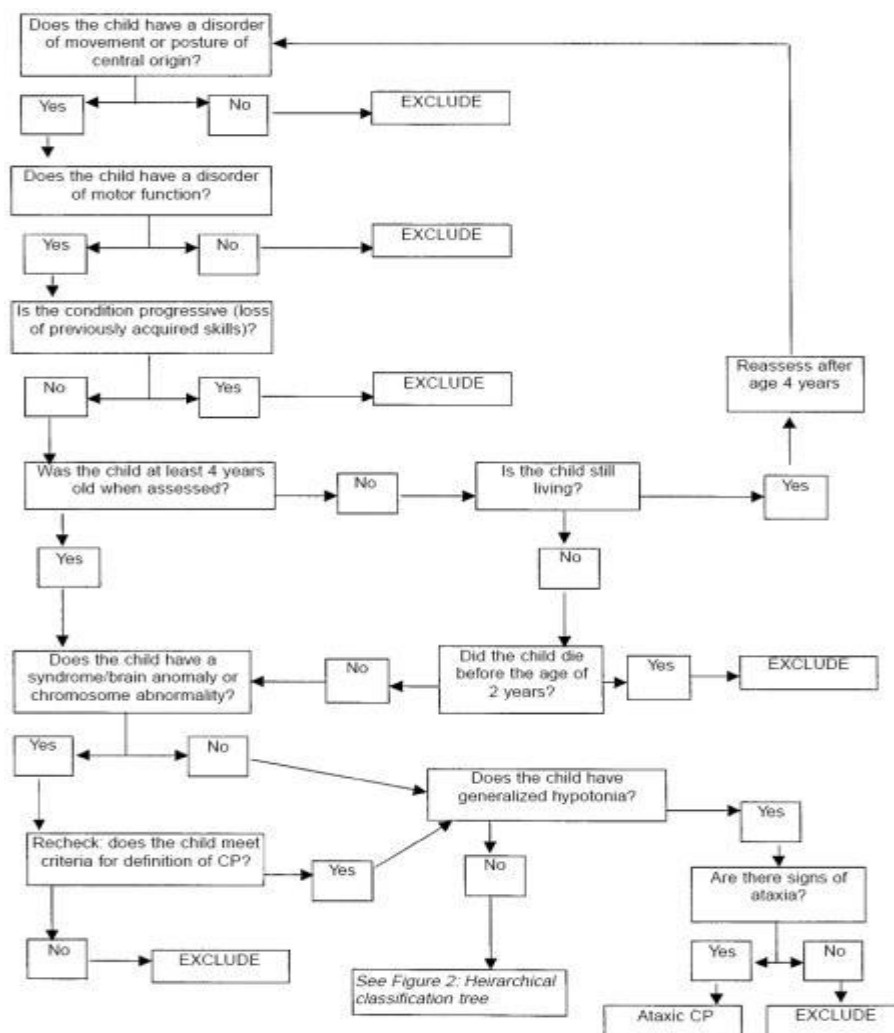 Does the child have a disorder
of movement or posture of
central origin?
Yes
No
EXCLUDE
Does the child have a disorder
of motor function?
Yes
No
EXCLUDE
Is the condition progressive (loss
of previously acquired skills)?
No
Yes
EXCLUDE
Reassess after
age 4 years
Was the child at least 4 years
old when assessed?
No
Is the child still
living?
Yes
Yes
No
Does the child have a
syndrome/brain anomaly or
chromosome abnormality?
No
Did the child die
before the age of
2 years?
Yes
EXCLUDE
Yes
No
Does the child have
generalized hypotonia?
Yes
Recheck: does the child meet
criteria for definition of CP?
Yes
No
Are there signs of
ataxia?
No
EXCLUDE
See Figure 2: Heirarchical
classification tree
Yes
No
Ataxic CP
EXCLUDE